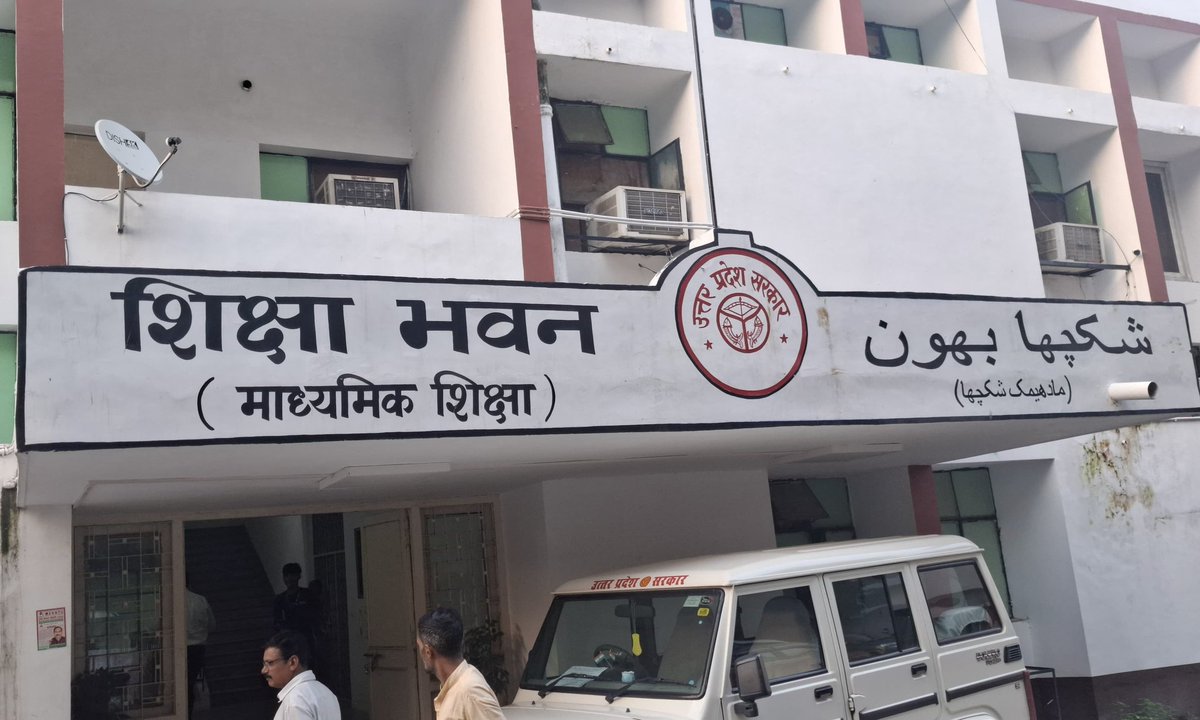 शिक्षा भवन
( माध्यमिक शिक्षा )
उत्तर प्रदेश सरकार
شکچھا بھون
(مادھیمک شکچھا)
उत्तर प्रदेश सरकार